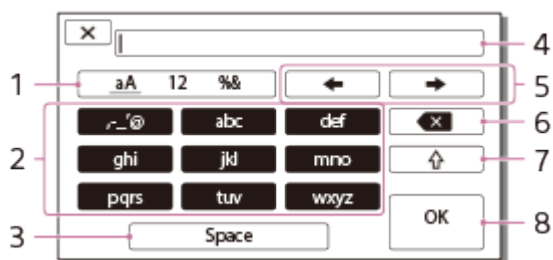 4
1 aA 12 %& 5
,-_'@ abc def 6
2 ghi jkl mno 7
pqrs tuv wxyz
OK 8
3 Space